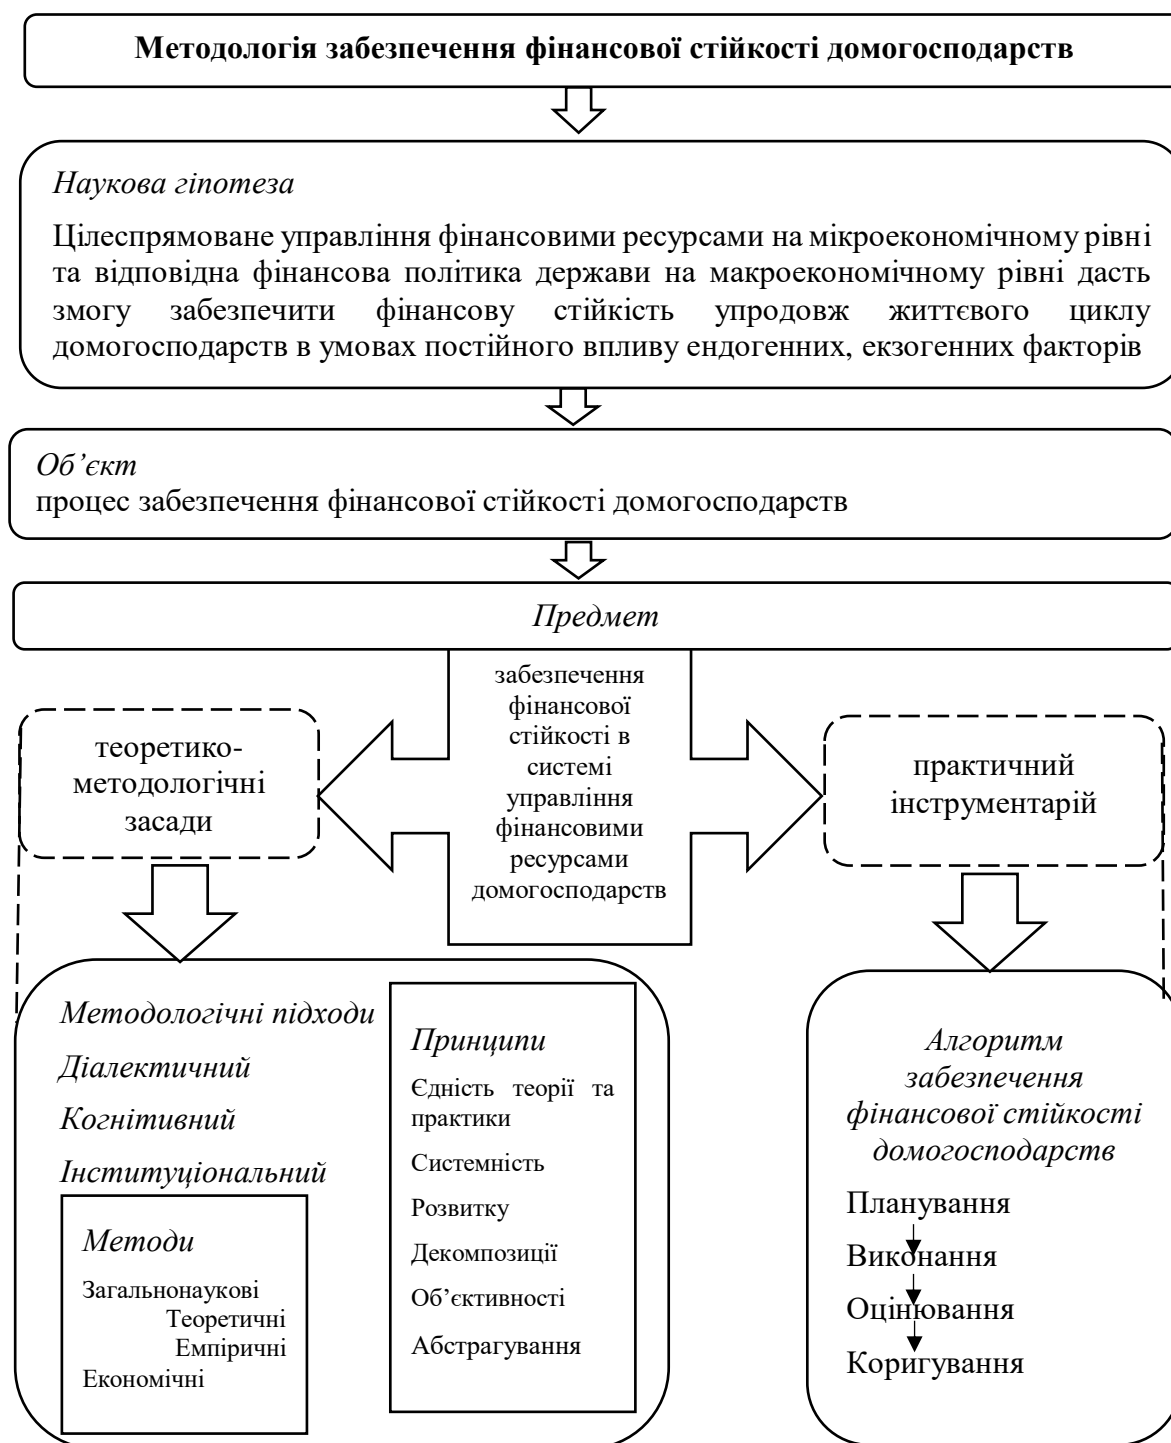 Методологія забезпечення фінансової стійкості домогосподарств
Наукова гіпотеза
Цілеспрямоване управління фінансовими ресурсами на мікроекономічному рівні
та відповідна фінансова політика держави на макроекономічному рівні дасть
змогу забезпечити фінансову стійкість упродовж життєвого циклу
домогосподарств в умовах постійного впливу ендогенних, екзогенних факторів
Об’єкт
процес забезпечення фінансової стійкості домогосподарств
Предмет
забезпечення
фінансової
стійкості в
системі
управління
фінансовими
ресурсами
домогосподарств
теоретико-
методологічні
засади
практичний
інструментарій
Методологічні підходи
Діалектичний
Когнітивний
Інституціональний
Методи
Загальнонаукові
Теоретичні
Емпіричні
Економічні
Принципи
Єдність теорії та
практики
Системність
Розвитку
Декомпозиції
Об’єктивності
Абстрагування
Алгоритм
забезпечення
фінансової стійкості
домогосподарств
Планування
Виконання
Оцінювання
Коригування